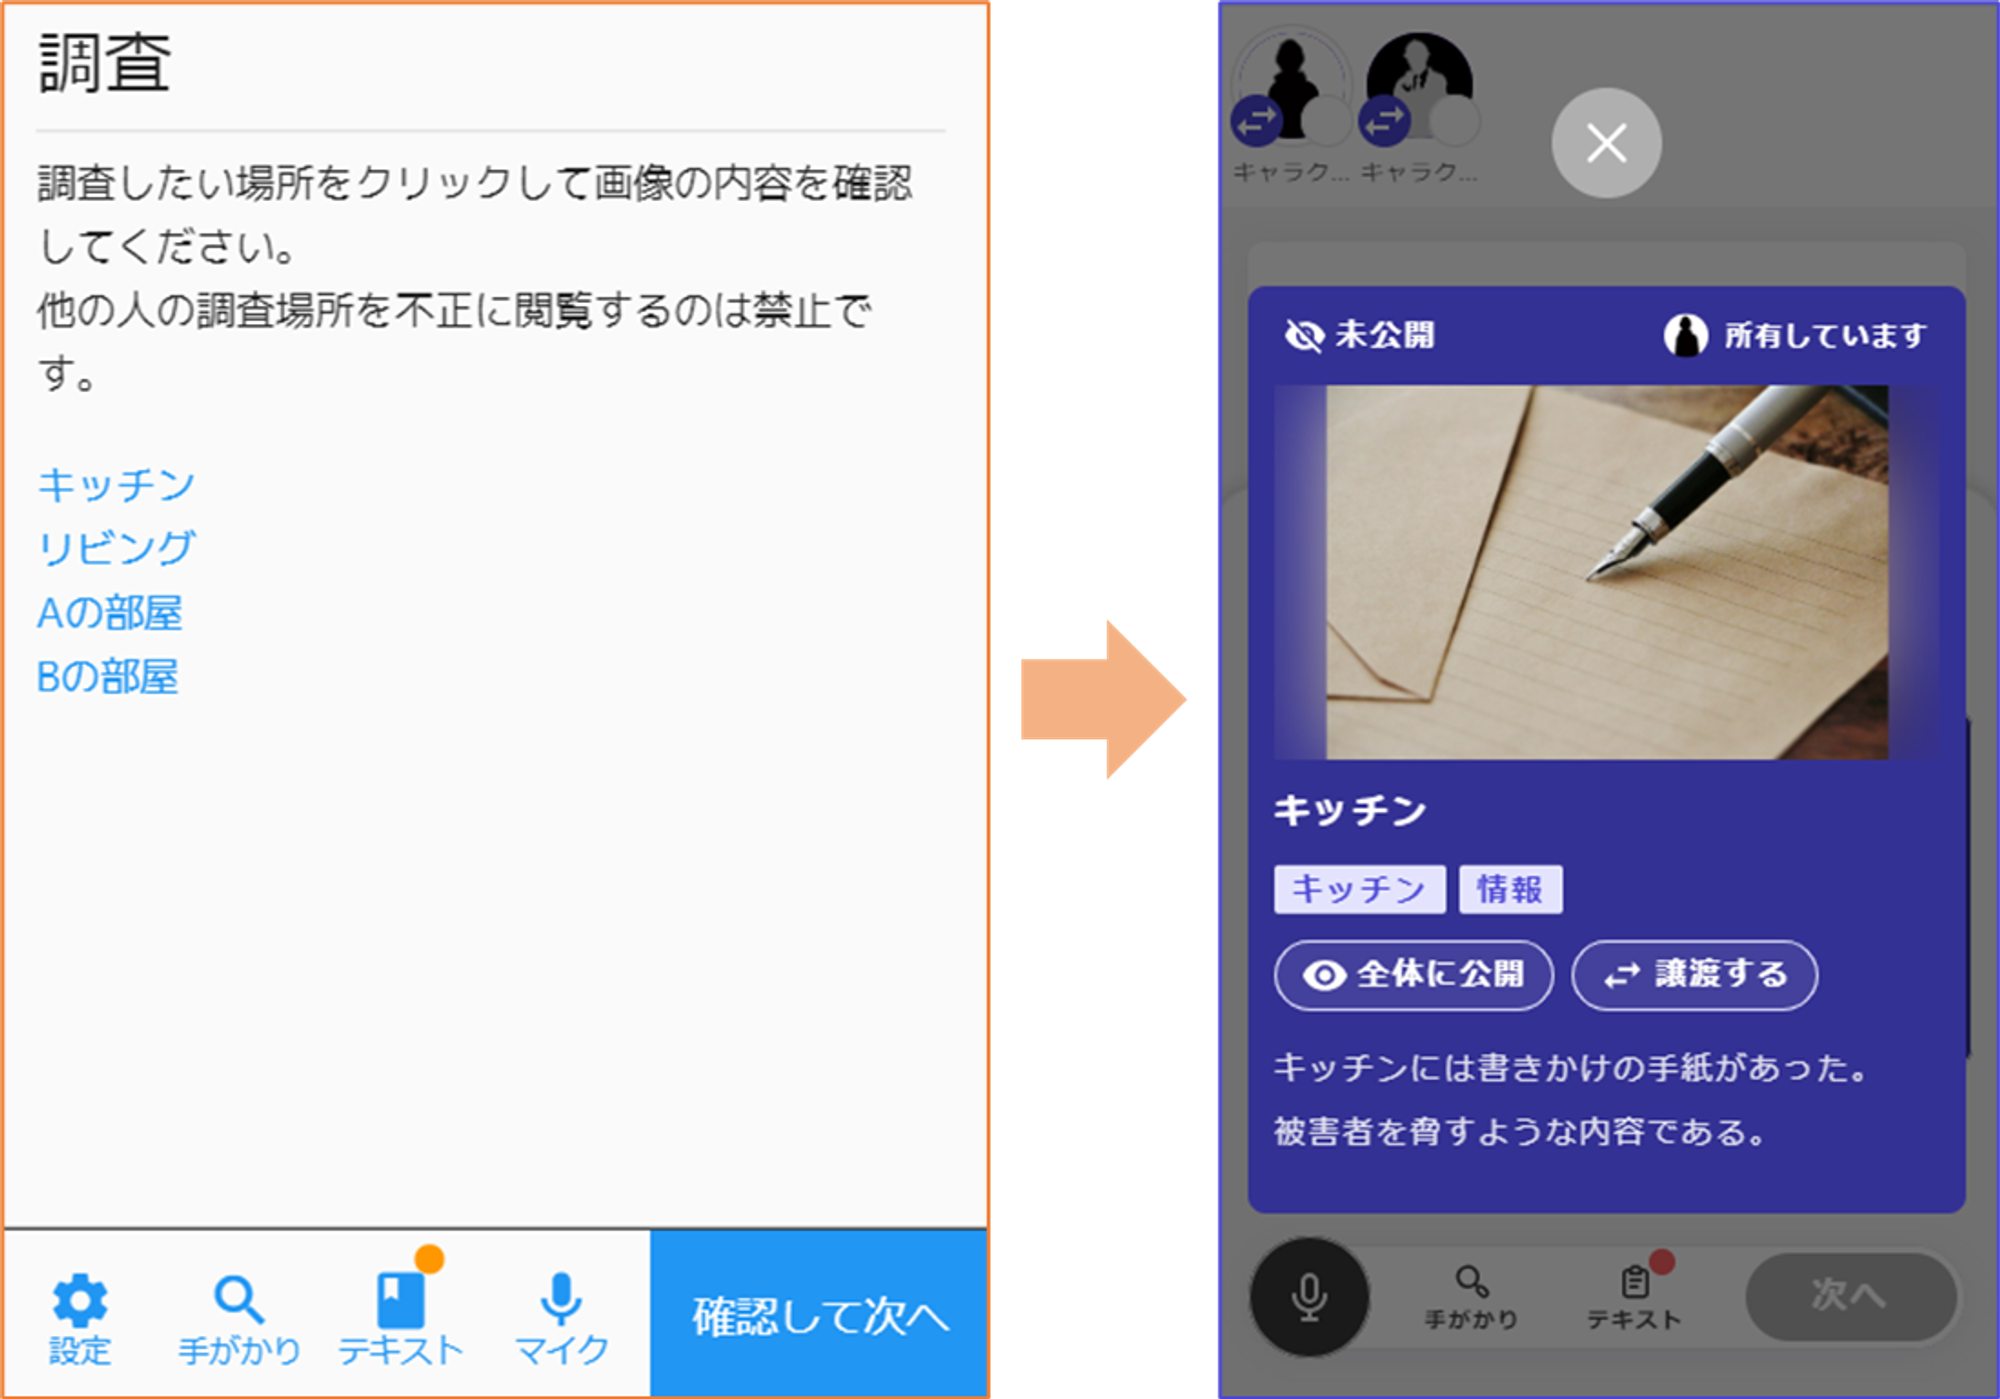 調査
調査したい場所をクリックして画像の内容を確認
してください。
他の人の調査場所を不正に閲覧するのは禁止で
す。
キッチン
リビング
Aの部屋
Bの部屋
設定
手がかり
テキスト
マイク
確認して次へ
キャラク...
キャラク...
未公開
所有しています
キッチン
キッチン
情報
全体に公開
譲渡する
キッチンには書きかけの手紙があった。
被害者を脅すような内容である。
手がかり
テキスト
次へ